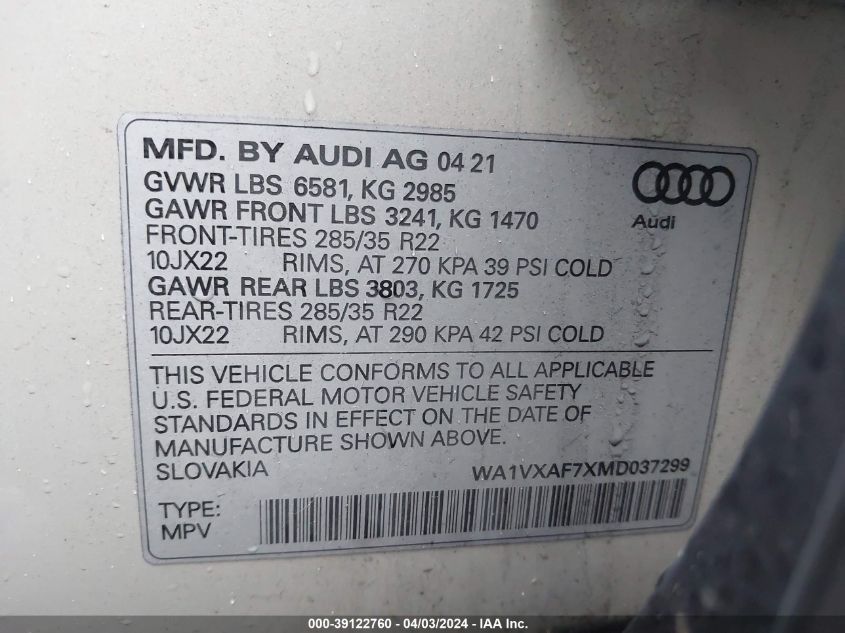 MFD. BY AUDI AG 04 21
GVWR LBS 6581, KG 2985
GAWR FRONT LBS 3241, KG 1470
FRONT-TIRES 285/35 R22
10JX22 RIMS, AT 270 KPA 39 PSI COLD
GAWR REAR LBS 3803, KG 1725
REAR-TIRES 285/35 R22
10JX22 RIMS, AT 290 KPA 42 PSI COLD
Audi
THIS VEHICLE CONFORMS TO ALL APPLICABLE
U.S. FEDERAL MOTOR VEHICLE SAFETY
STANDARDS IN EFFECT ON THE DATE OF
MANUFACTURE SHOWN ABOVE.
SLOVAKIA WA1VXAF7XMD037299
TYPE:
MPV
000-39122760 - 04/03/2024 - IAAI.COM